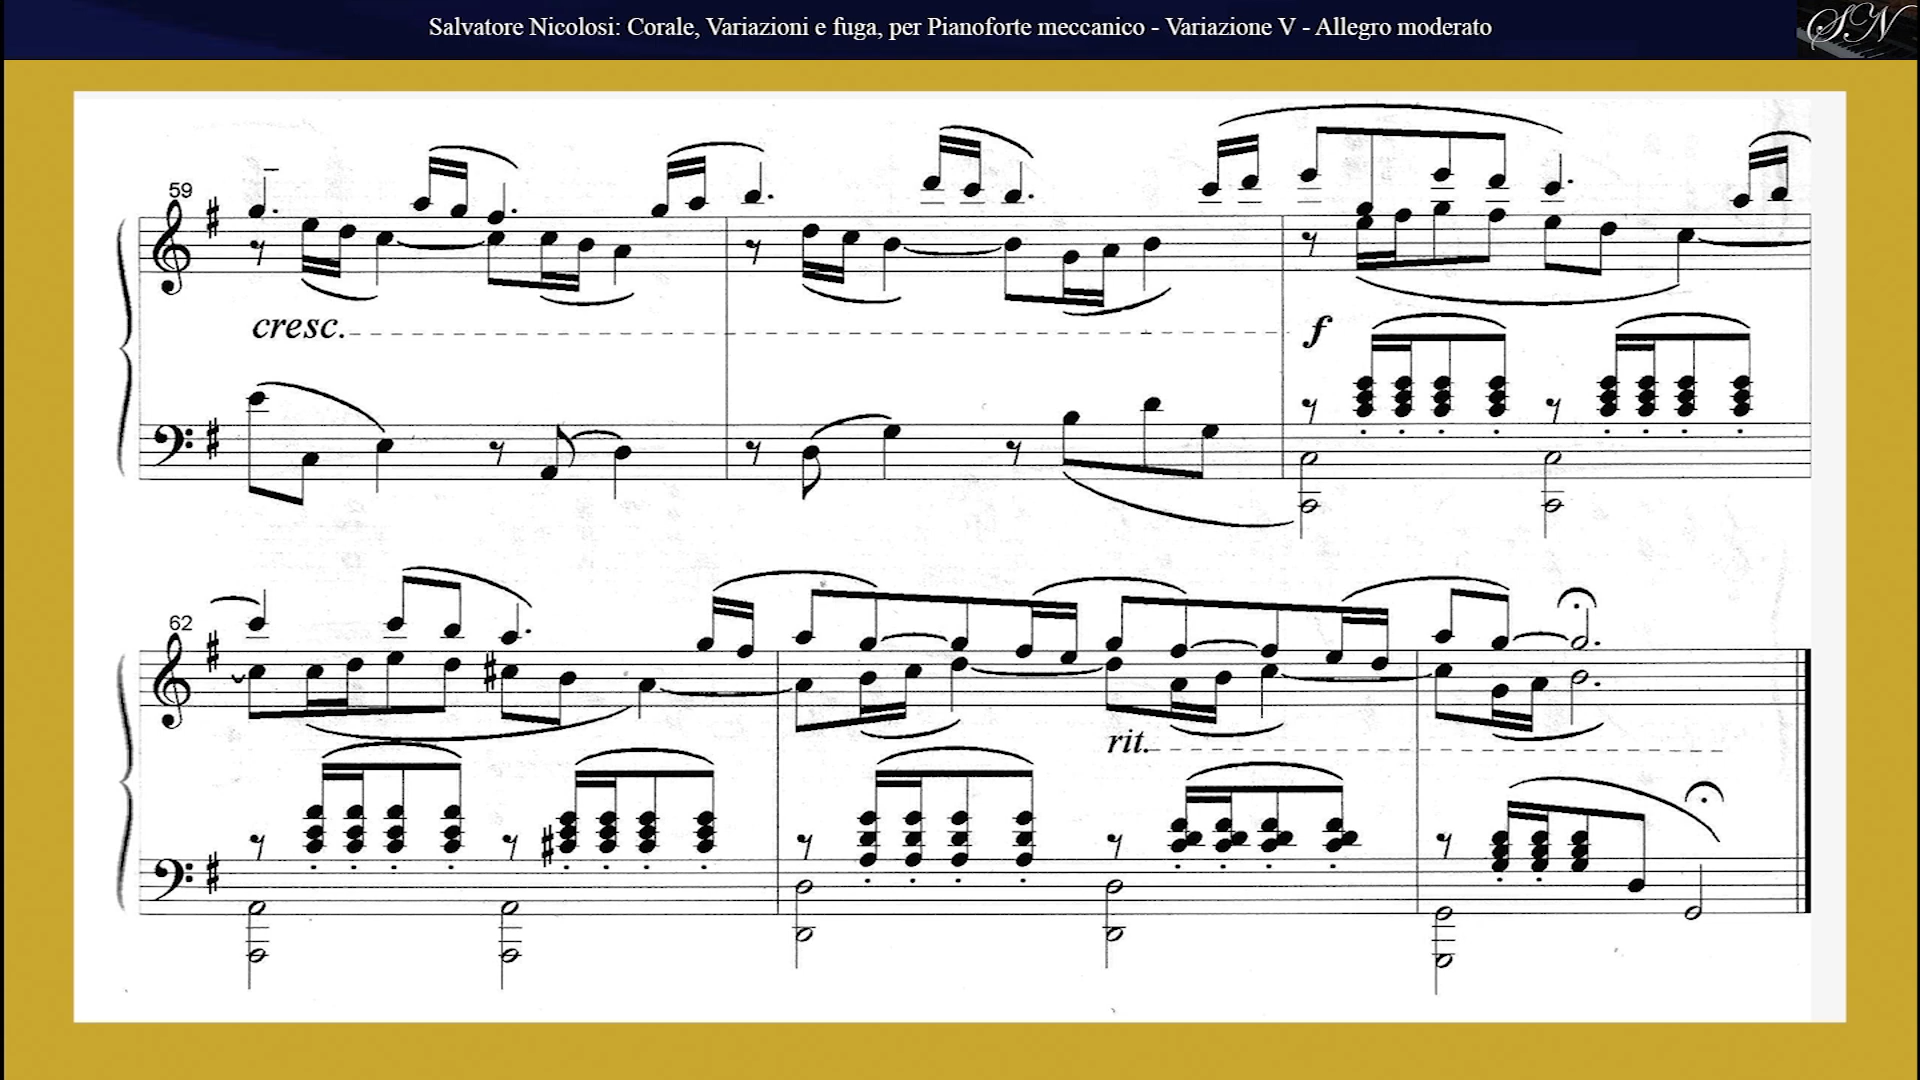 Salvatore Nicolosi: Corale, Variazioni e fuga, per Pianoforte meccanico - Variazione V - Allegro moderato
SN
59
cresc.
f
62
rit.